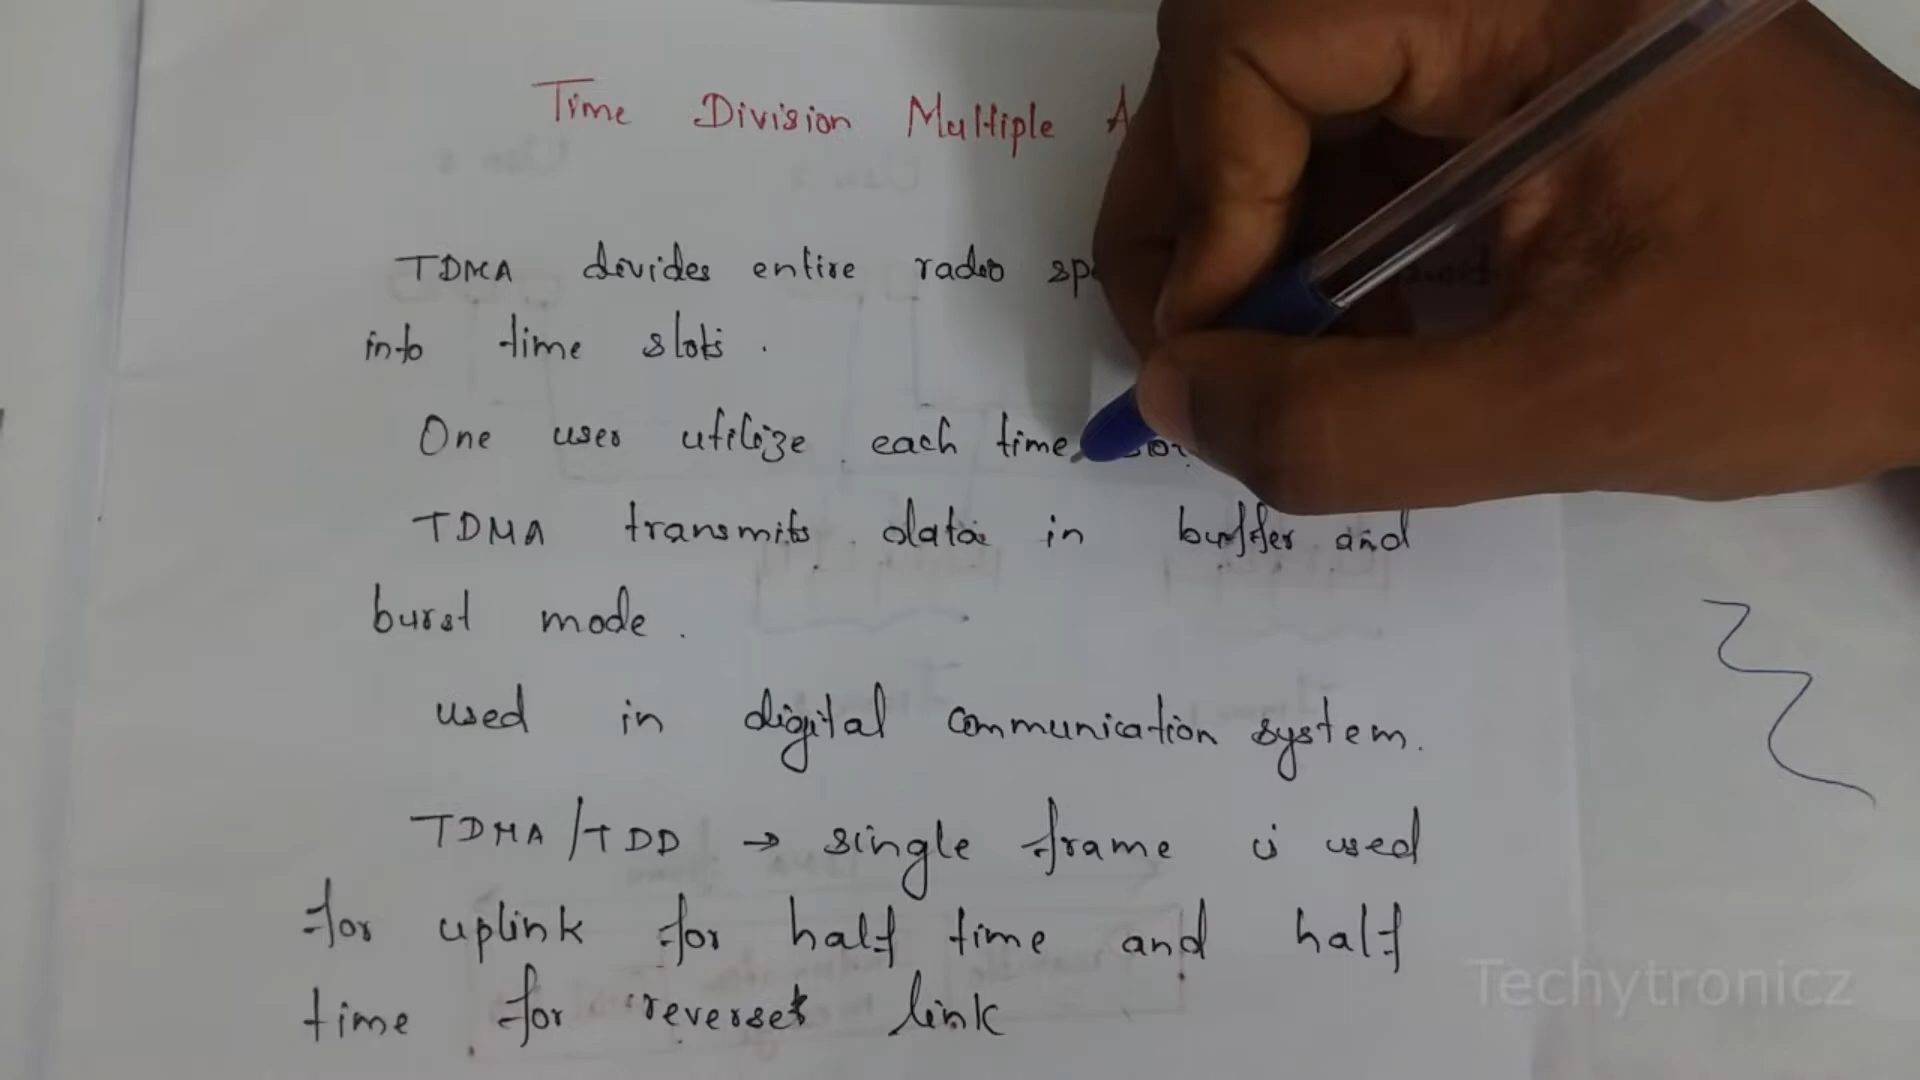 Time Division Multiple A
TDMA divides entire radio sp
into time slots .
One user utilize each time
TDMA transmits data in buffer and
burst mode .
used in digital communication system.
TDMA/TDD → single frame is used
for uplink for half time and half
time for reverse link
Techytronicz